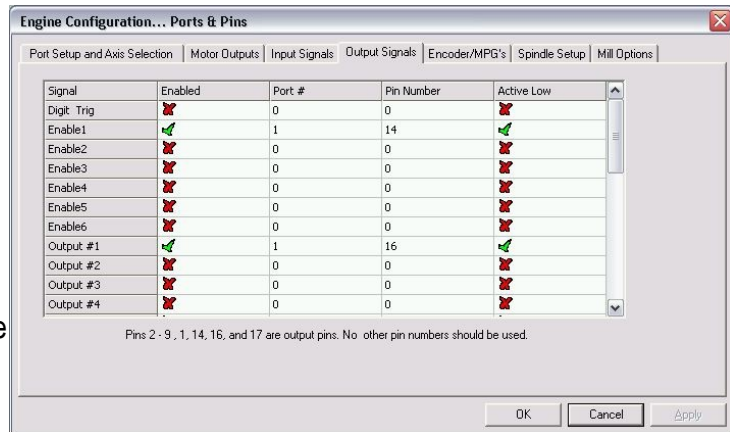 Engine Configuration... Ports & Pins
Port Setup and Axis Selection Motor Outputs Input Signals Output Signals Encoder/MPG's Spindle Setup Mill Options
Signal Enabled Port # Pin Number Active Low
Digit Trig 0 0
Enable1 1 14
Enable2 0 0
Enable3 0 0
Enable4 0 0
Enable5 0 0
Enable6 0 0
Output #1 1 16
Output #2 0 0
Output #3 0 0
Output #4 0 0
e
Pins 2 - 9 , 1, 14, 16, and 17 are output pins. No other pin numbers should be used.
OK Cancel Apply